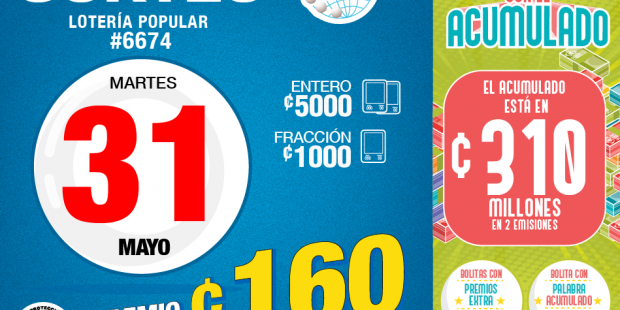 LOTERÍA POPULAR
#6674
MARTES
31
MAYO
ENTERO
₡5000
FRACCIÓN
₡1000
₡160
ACUMULADO
EL ACUMULADO
ESTÁ EN
₡310
MILLONES
EN 2 EMISIONES
BOLITAS CON
PREMIOS
EXTRA
BOLITA CON
PALABRA
ACUMULADO